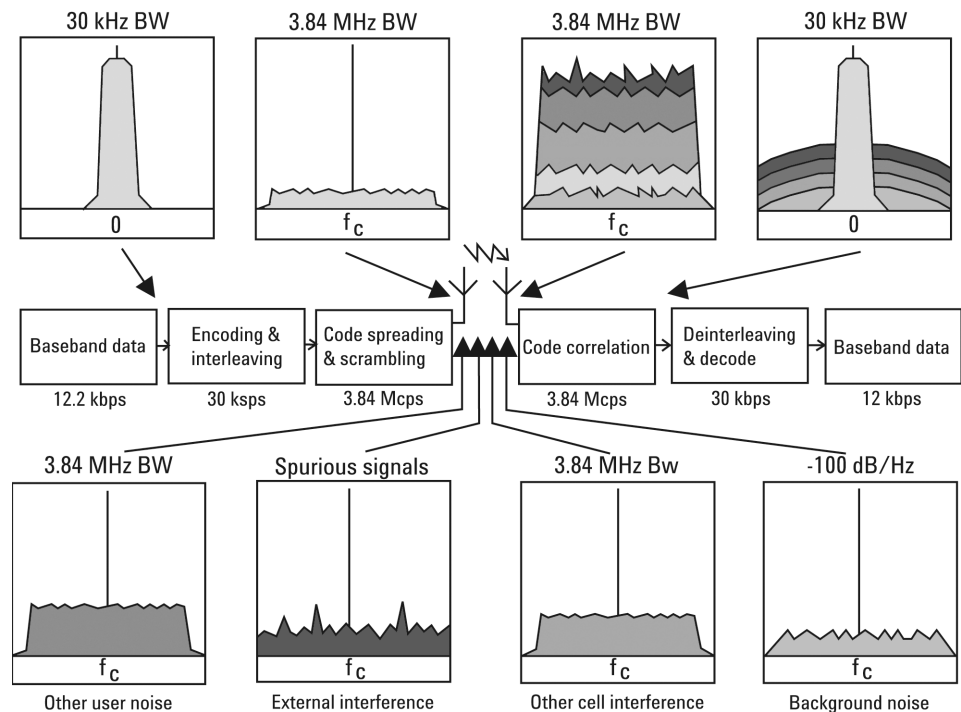 30 kHz BW
3.84 MHz BW
3.84 MHz BW
30 kHz BW
0
fc
fc
0
Baseband data
Encoding &
interleaving
Code spreading
& scrambling
Code correlation
Deinterleaving
& decode
Baseband data
12.2 kbps
30 ksps
3.84 Mcps
3.84 Mcps
30 kbps
12 kbps
3.84 MHz BW
Spurious signals
3.84 MHz Bw
-100 dB/Hz
fc
fc
fc
fc
Other user noise
External interference
Other cell interference
Background noise